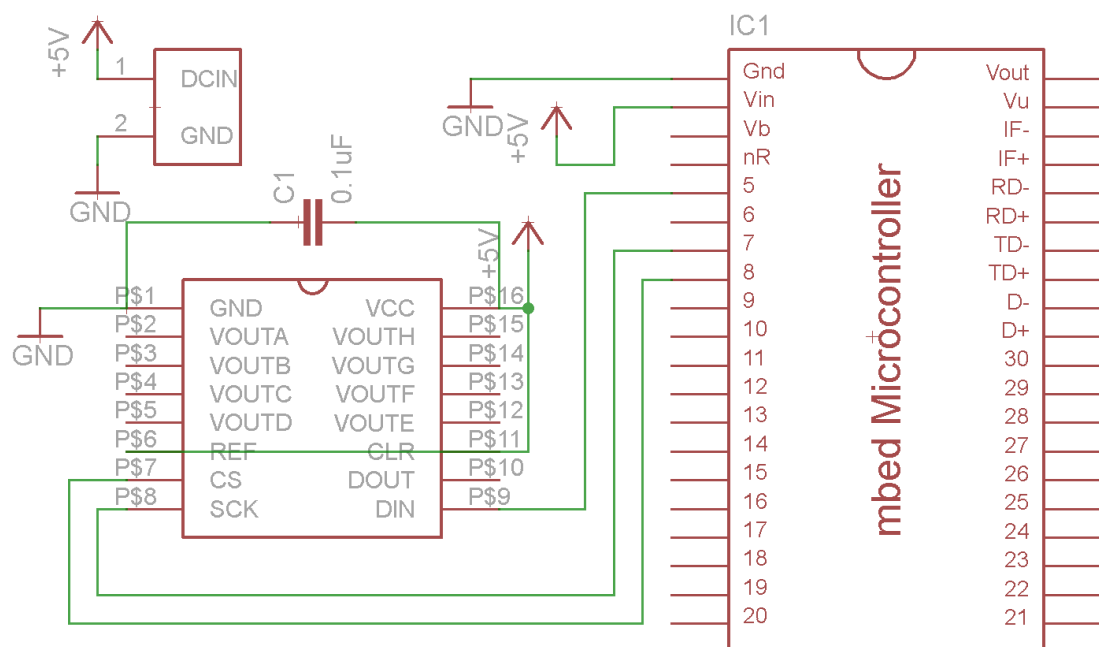 +5V
1
DCIN
2
GND
GND
C1
0.1uF
+5V
GND
P$1
P$2
P$3
P$4
P$5
P$6
P$7
P$8
GND
VOUTA
VOUTB
VOUTC
VOUTD
REF
CS
SCK
VCC
VOUTH
VOUTG
VOUTF
VOUTE
CLR
DOUT
DIN
P$16
P$15
P$14
P$13
P$12
P$11
P$10
P$9
GND
+5V
IC1
Gnd
Vin
Vb
nR
5
6
7
8
9
10
11
12
13
14
15
16
17
18
19
20
mbed Microcontroller
Vout
Vu
IF-
IF+
RD-
RD+
TD-
TD+
D-
D+
30
29
28
27
26
25
24
23
22
21